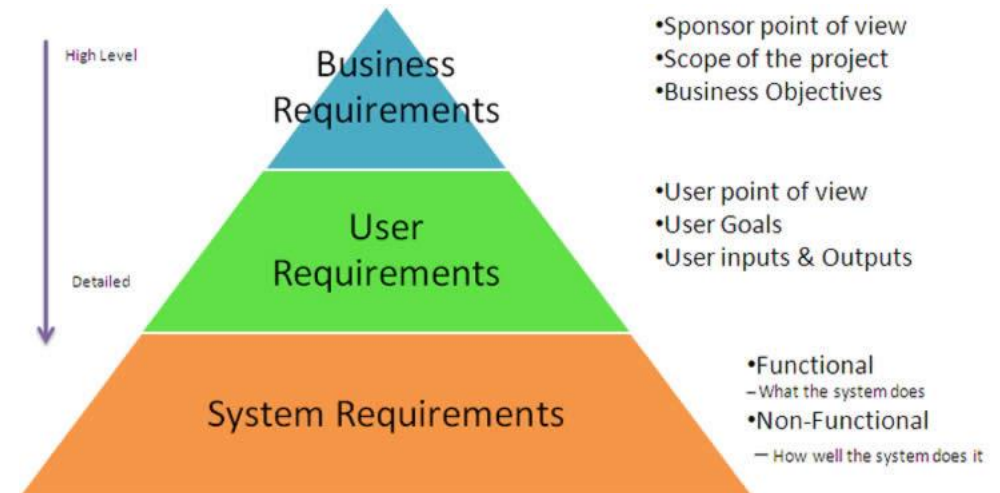 High Level
Detailed
Business
Requirements
•Sponsor point of view
•Scope of the project
•Business Objectives
User
Requirements
•User point of view
•User Goals
•User inputs & Outputs
System Requirements
•Functional
–What the system does
•Non-Functional
– How well the system does it